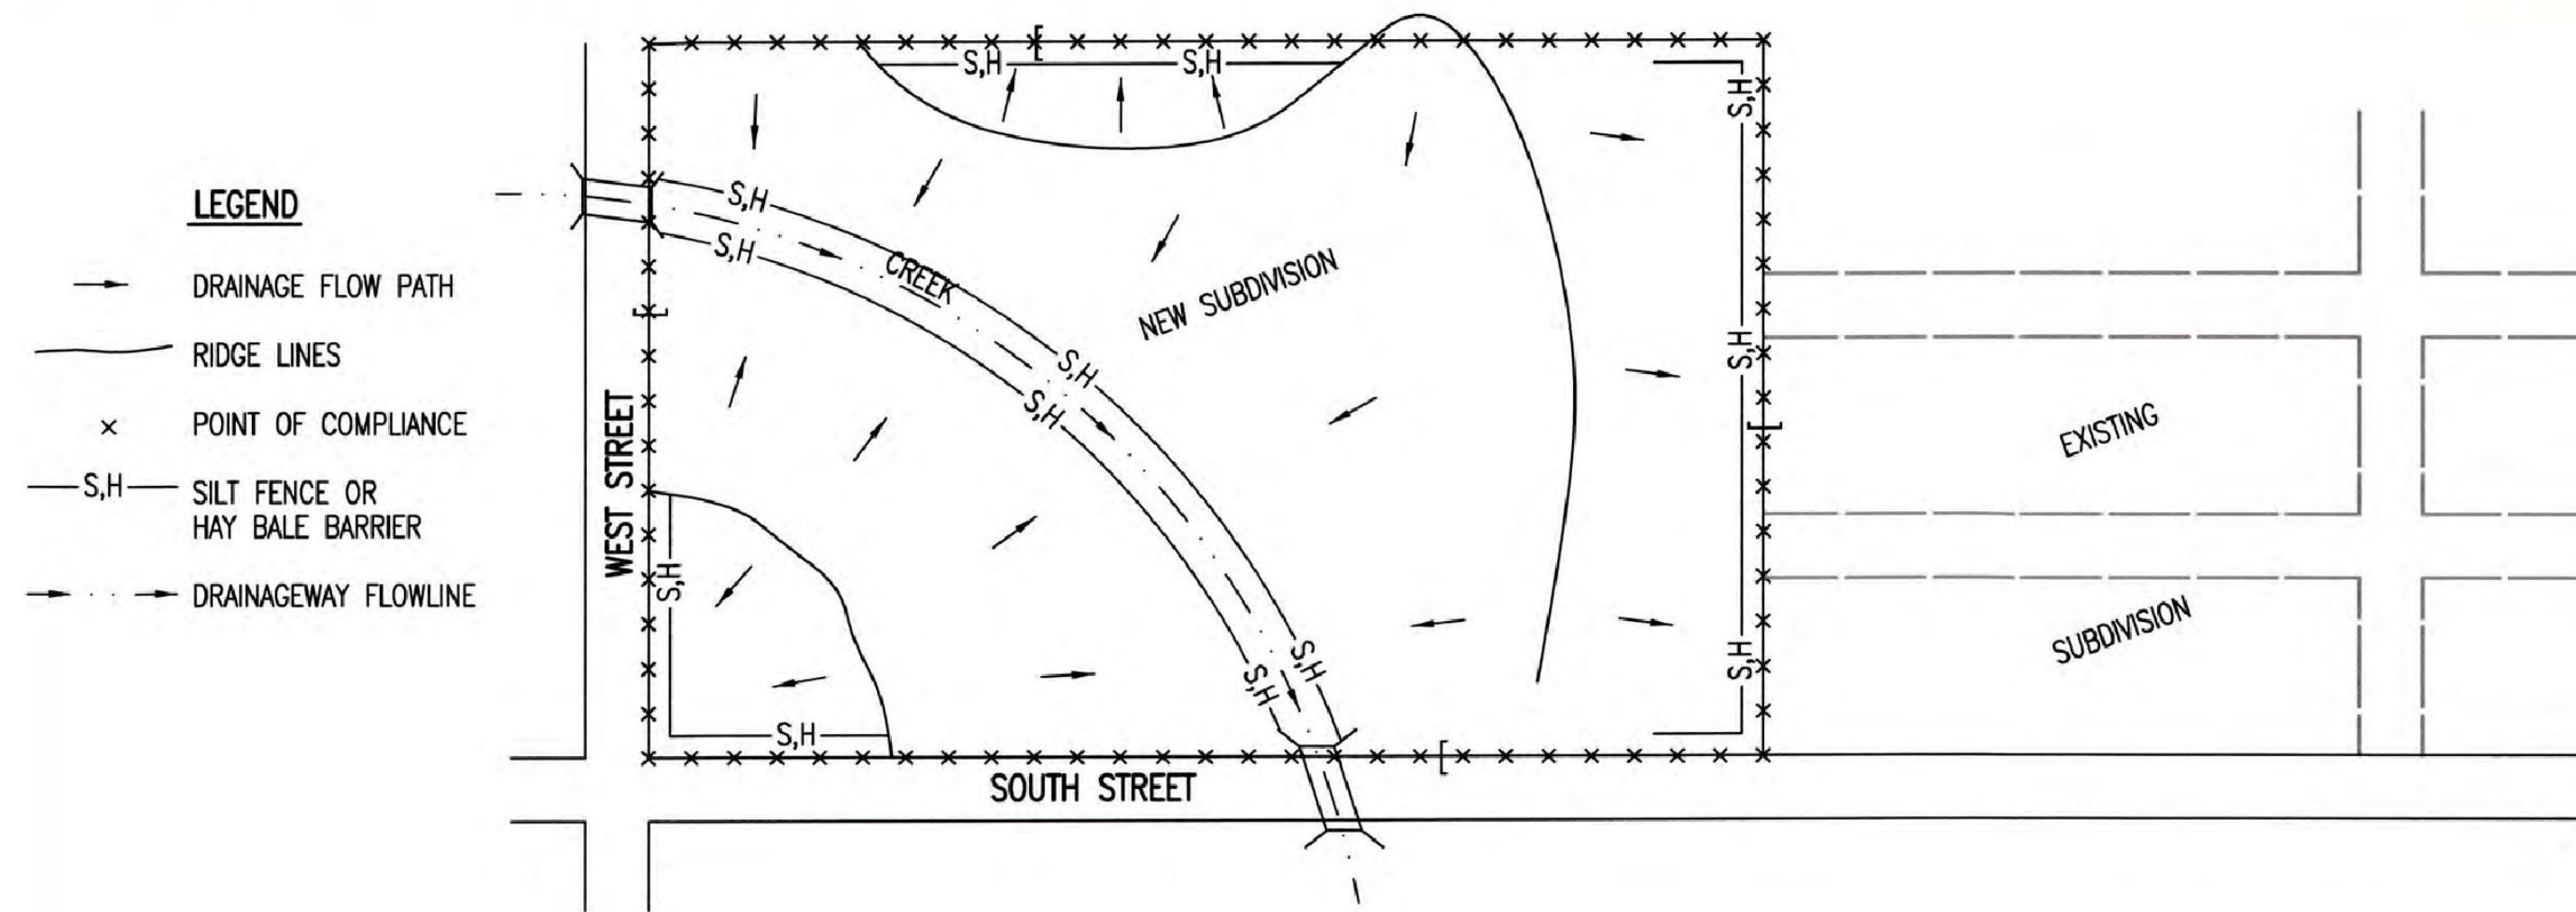 LEGEND
DRAINAGE FLOW PATH
RIDGE LINES
× POINT OF COMPLIANCE
S,H SILT FENCE OR
HAY BALE BARRIER
DRAINAGEWAY FLOWLINE
S,H
S,H
S,H
S,H
S,H
CREEK
NEW SUBDIVISION
S,H
S,H
S,H
WEST STREET
EXISTING
S,H
S,H
S,H
S,H
SUBDIVISION
S,H
S,H
SOUTH STREET